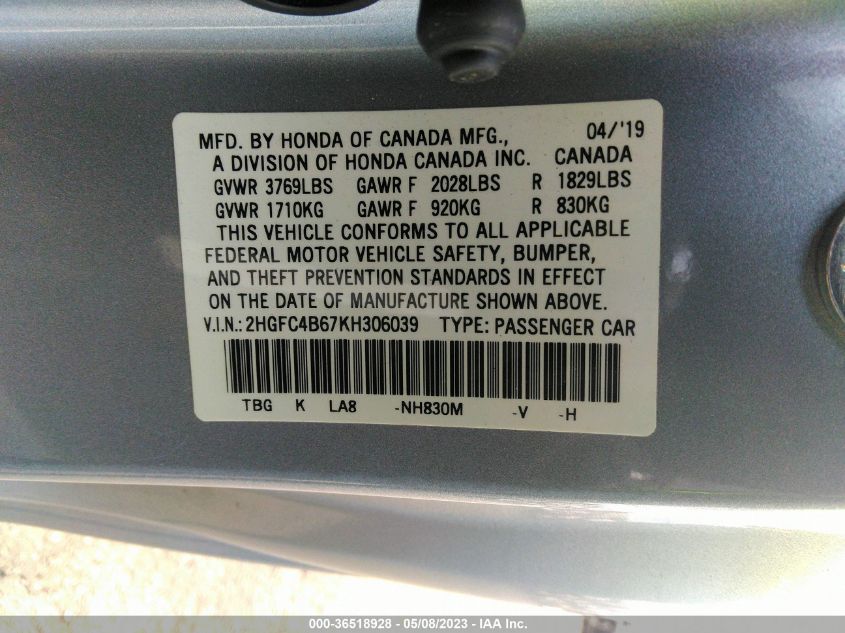 MFD. BY HONDA OF CANADA MFG., 04/'19
A DIVISION OF HONDA CANADA INC. CANADA
GVWR 3769LBS GAWR F 2028LBS R 1829LBS
GVWR 1710KG GAWR F 920KG R 830KG
THIS VEHICLE CONFORMS TO ALL APPLICABLE
FEDERAL MOTOR VEHICLE SAFETY, BUMPER,
AND THEFT PREVENTION STANDARDS IN EFFECT
ON THE DATE OF MANUFACTURE SHOWN ABOVE.
V.I.N.: 2HGFC4B67KH306039 TYPE: PASSENGER CAR
TBG K LA8 -NH830M -V -H
000-36518928 - 05/08/2023 - IAA Inc.